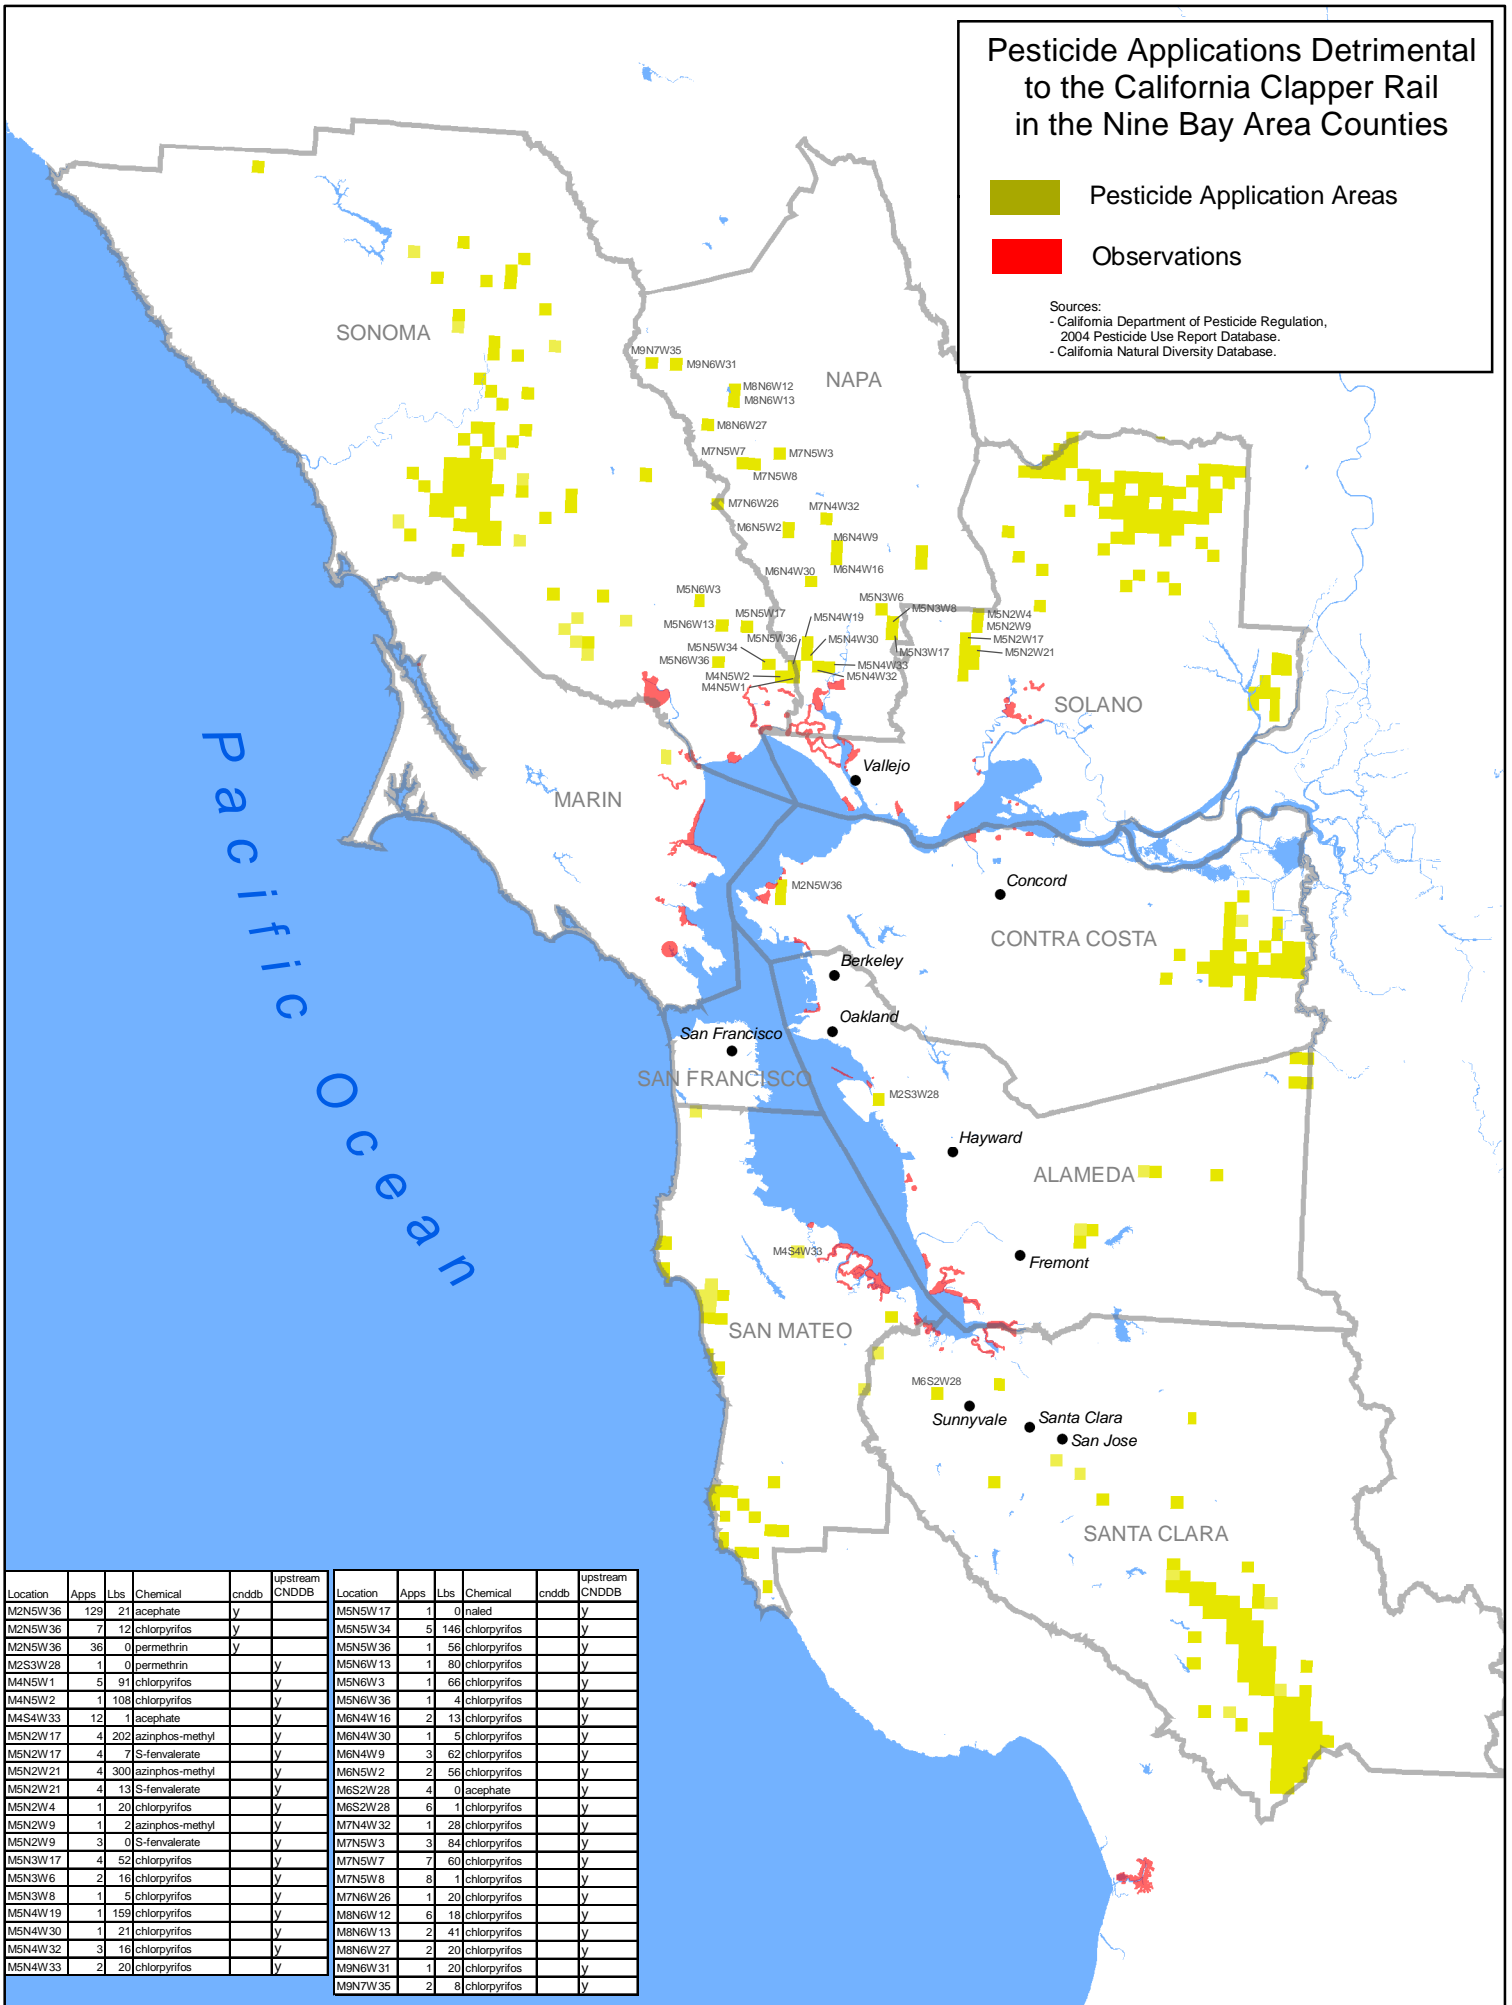 Pesticide Applications Detrimental
to the California Clapper Rail
in the Nine Bay Area Counties
Pesticide Application Areas
Observations
Sources:
- California Department of Pesticide Regulation,
2004 Pesticide Use Report Database.
- California Natural Diversity Database.
SONOMA
NAPA
M9N7W35
M9N6W31
M8N6W12
M8N6W13
M8N6W27
M7N5W7
M7N5W3
M7N5W8
M7N6W26
M7N4W32
M6N5W2
M6N4W9
M6N4W16
M6N4W30
M5N6W3
M5N3W6
M5N3W8
M5N2W4
M5N5W17
M5N4W19
M5N2W9
M5N6W13
M5N5W36
M5N4W30
M5N2W17
M5N5W34
M5N3W17
M5N2W21
M5N6W36
M5N4W33
M4N5W2
M5N4W32
M4N5W1
SOLANO
Pacific Ocean
Vallejo
MARIN
M2N5W36
Concord
CONTRA COSTA
Berkeley
Oakland
San Francisco
SAN FRANCISCO
M2S3W28
Hayward
ALAMEDA
M4S4W33
Fremont
SAN MATEO
M6S2W28
Sunnyvale
Santa Clara
San Jose
SANTA CLARA
Location Apps Lbs Chemical cnddb upstream CNDDB
M2N5W36 129 21 acephate y
M2N5W36 7 12 chlorpyrifos y
M2N5W36 36 0 permethrin y
M2S3W28 1 0 permethrin y
M4N5W1 5 91 chlorpyrifos y
M4N5W2 1 108 chlorpyrifos y
M4S4W33 12 1 acephate y
M5N2W17 4 202 azinphos-methyl y
M5N2W17 4 7 S-fenvalerate y
M5N2W21 4 300 azinphos-methyl y
M5N2W21 4 13 S-fenvalerate y
M5N2W4 1 20 chlorpyrifos y
M5N2W9 1 2 azinphos-methyl y
M5N2W9 3 0 S-fenvalerate y
M5N3W17 4 52 chlorpyrifos y
M5N3W6 2 16 chlorpyrifos y
M5N3W8 1 5 chlorpyrifos y
M5N4W19 1 159 chlorpyrifos y
M5N4W30 1 21 chlorpyrifos y
M5N4W32 3 16 chlorpyrifos y
M5N4W33 2 20 chlorpyrifos y
Location Apps Lbs Chemical cnddb upstream CNDDB
M5N5W17 1 0 naled y
M5N5W34 5 146 chlorpyrifos y
M5N5W36 1 56 chlorpyrifos y
M5N6W13 1 80 chlorpyrifos y
M5N6W3 1 66 chlorpyrifos y
M5N6W36 1 4 chlorpyrifos y
M6N4W16 2 13 chlorpyrifos y
M6N4W30 1 5 chlorpyrifos y
M6N4W9 3 62 chlorpyrifos y
M6N5W2 2 56 chlorpyrifos y
M6S2W28 4 0 acephate y
M6S2W28 6 1 chlorpyrifos y
M7N4W32 1 28 chlorpyrifos y
M7N5W3 3 84 chlorpyrifos y
M7N5W7 7 60 chlorpyrifos y
M7N5W8 8 1 chlorpyrifos y
M7N6W26 1 20 chlorpyrifos y
M8N6W12 6 18 chlorpyrifos y
M8N6W13 2 41 chlorpyrifos y
M8N6W27 2 20 chlorpyrifos y
M9N6W31 1 20 chlorpyrifos y
M9N7W35 2 8 chlorpyrifos y